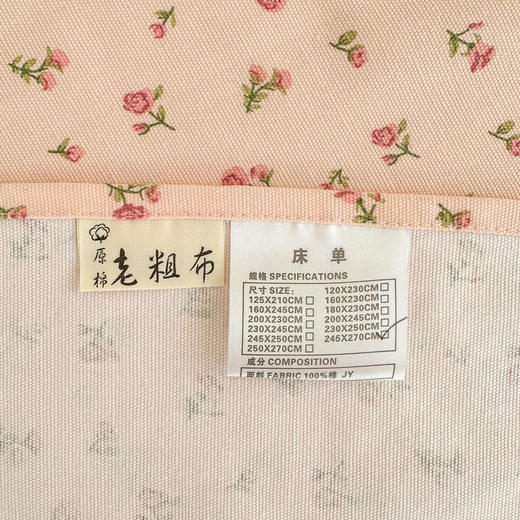 原棉
老粗布
床单
规格 SPECIFICATIONS
尺寸 SIZE: 120X230CM
125X210CM 160X230CM
160X245CM 180X230CM
200X230CM 200X245CM
230X245CM 230X250CM
245X250CM 245X270CM
250X270CM
成分 COMPOSITION
面料 FABRIC 100%棉 JY